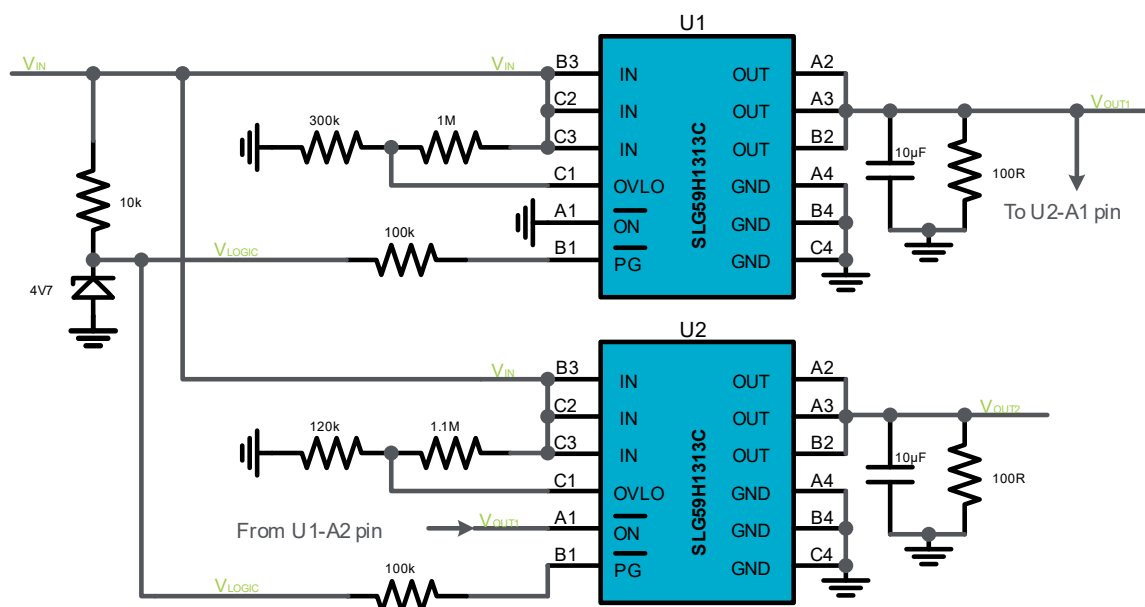 U1
VIN
VIN
B3
IN
OUT
A2
C2
IN
OUT
A3
VOUT1
300k
1M
C3
IN
OUT
B2
10µF
100R
C1
OVLO
GND
A4
10k
A1
ON
GND
B4
To U2-A1 pin
VLOGIC
100k
B1
PG
GND
C4
SLG59H1313C
4V7
U2
VIN
B3
IN
OUT
A2
C2
IN
OUT
A3
VOUT2
120k
1.1M
C3
IN
OUT
B2
10µF
100R
C1
OVLO
GND
A4
From U1-A2 pin
VOUT1
A1
ON
GND
B4
B1
PG
GND
C4
SLG59H1313C
VLOGIC
100k